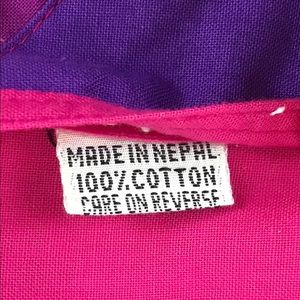 MADE IN NEPAL
100% COTTON
CARE ON REVERSE